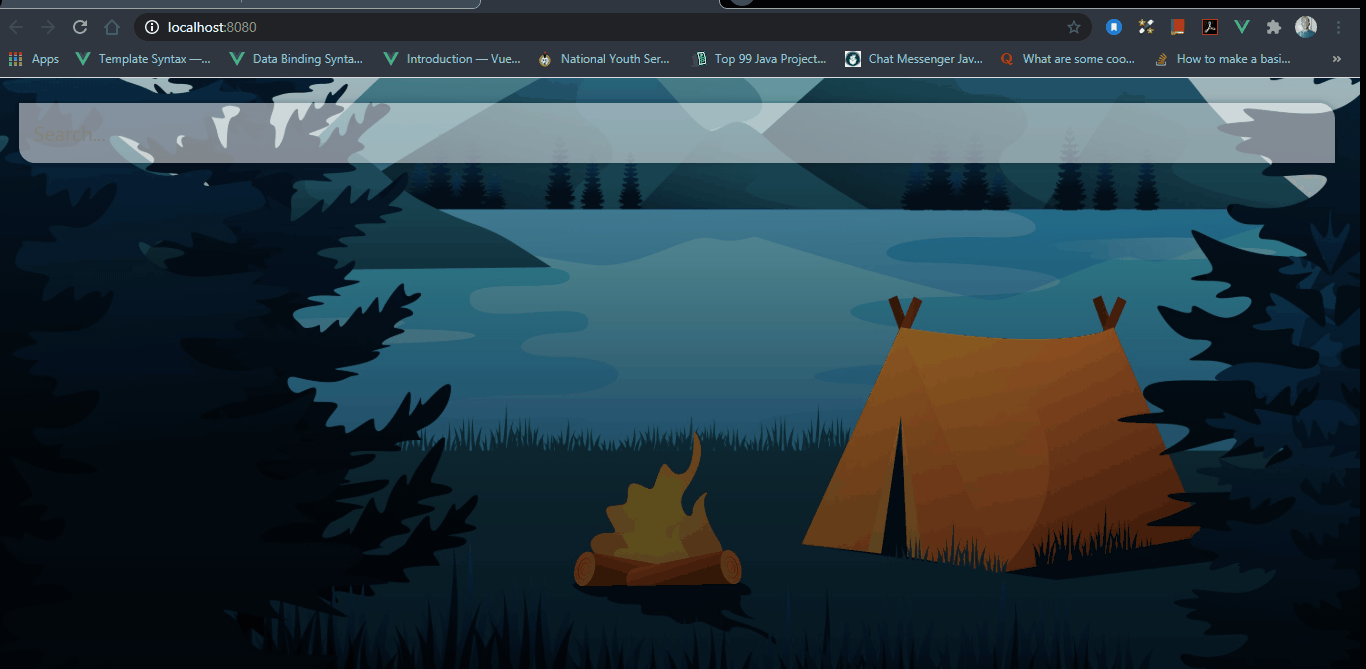 localhost:8080
Apps Template Syntax —... Data Binding Synta... Introduction — Vue... National Youth Ser... Top 99 Java Project... Chat Messenger Jav... What are some coo... How to make a basi... »
Search...